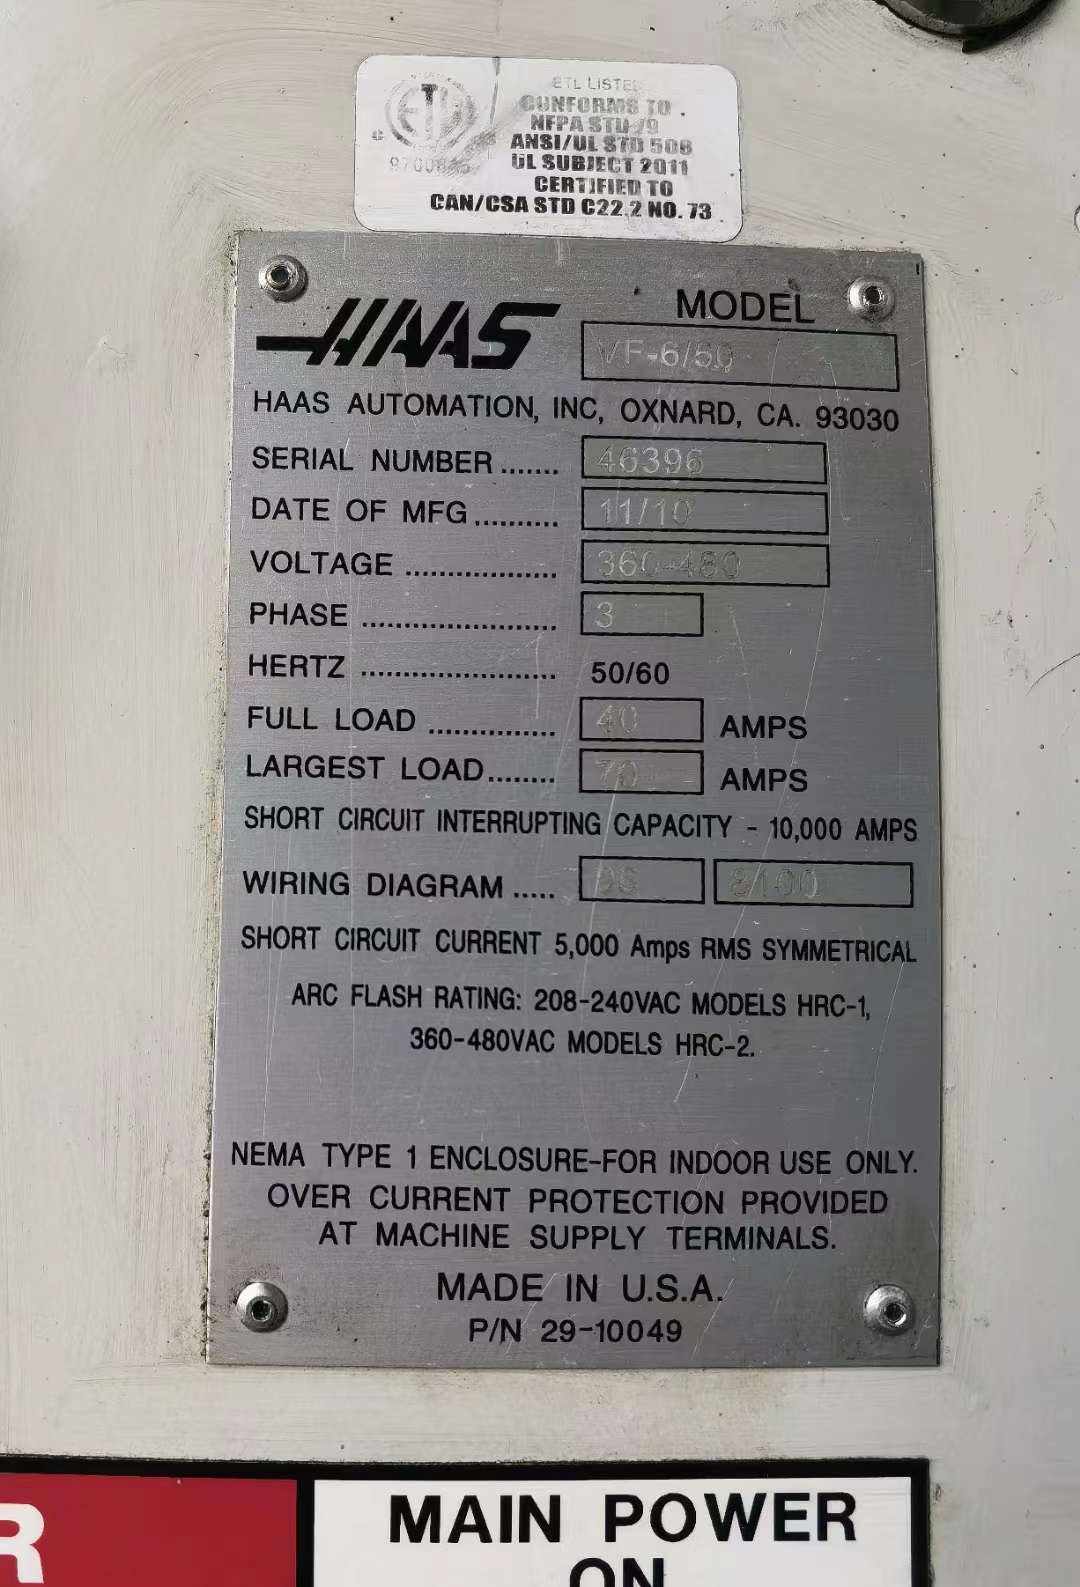 ETL LISTED
CONFORMS TO
NFPA STD 79
ANSI/UL STD 508
UL SUBJECT 2011
CERTIFIED TO
CAN/CSA STD C22.2 NO. 73
HAAS
MODEL
VF-6/50
HAAS AUTOMATION, INC, OXNARD, CA. 93030
SERIAL NUMBER ....... 46396
DATE OF MFG .......... 11/10
VOLTAGE ................. 360-480
PHASE ...................... 3
HERTZ ...................... 50/60
FULL LOAD .............. 40 AMPS
LARGEST LOAD........ 70 AMPS
SHORT CIRCUIT INTERRUPTING CAPACITY - 10,000 AMPS
WIRING DIAGRAM ..... 96 8100
SHORT CIRCUIT CURRENT 5,000 Amps RMS SYMMETRICAL
ARC FLASH RATING: 208-240VAC MODELS HRC-1,
360-480VAC MODELS HRC-2.
NEMA TYPE 1 ENCLOSURE-FOR INDOOR USE ONLY.
OVER CURRENT PROTECTION PROVIDED
AT MACHINE SUPPLY TERMINALS.
MADE IN U.S.A.
P/N 29-10049
R
MAIN POWER
ON